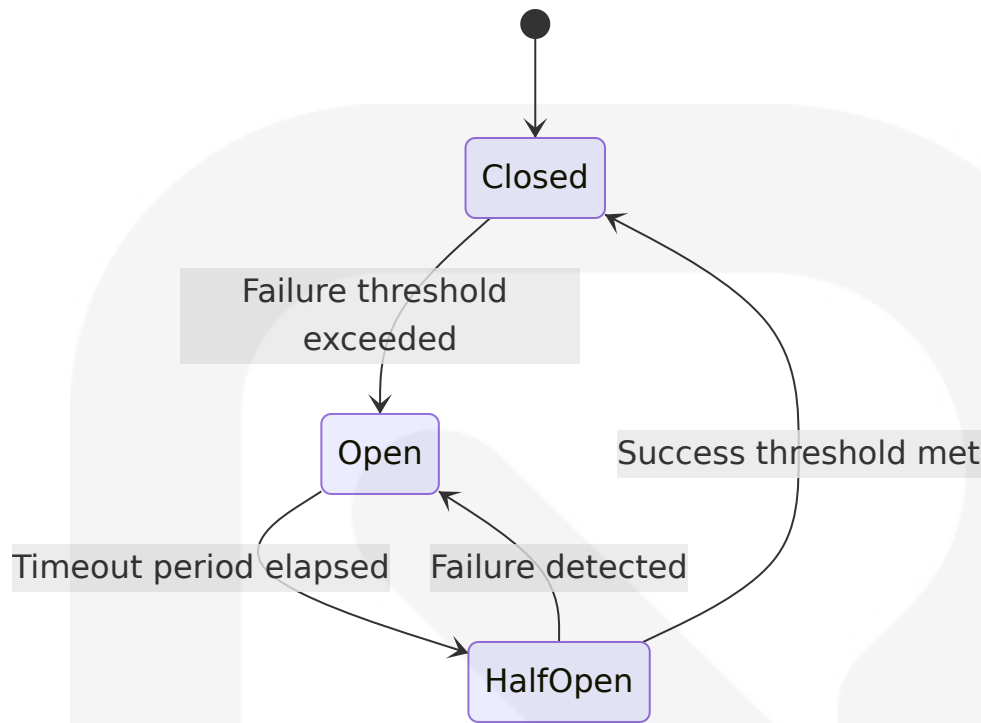 Closed
Failure threshold
exceeded
Open
Success threshold met
Timeout period elapsed
Failure detected
HalfOpen